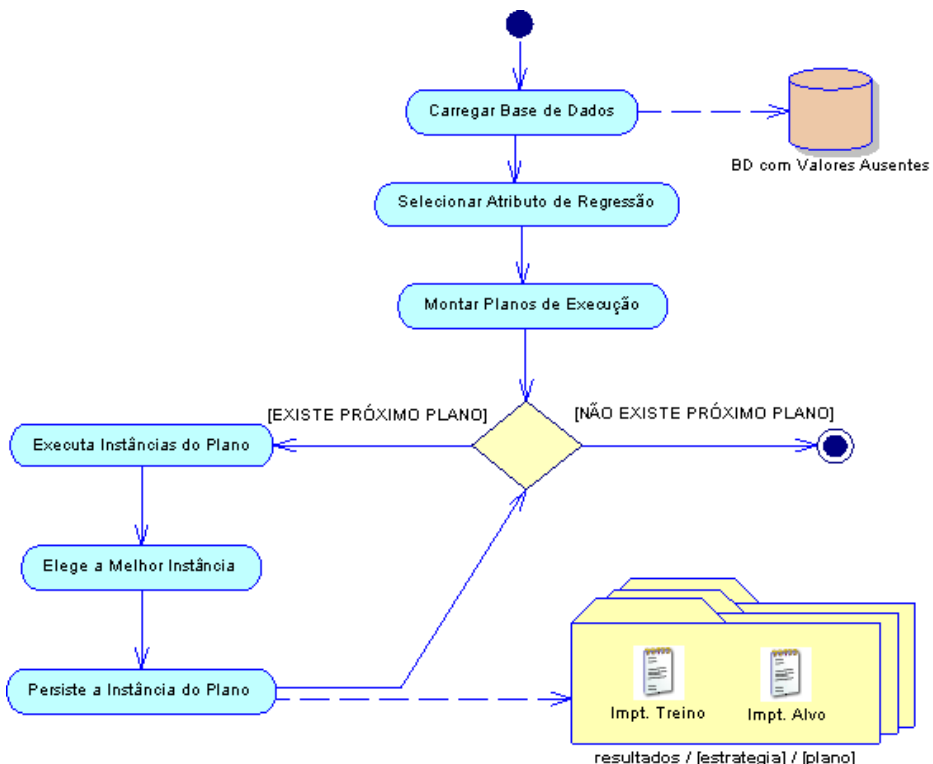 Carregar Base de Dados
BD com Valores Ausentes
Selecionar Atributo de Regressão
Montar Planos de Execução
[EXISTE PRÓXIMO PLANO]
[NÃO EXISTE PRÓXIMO PLANO]
Executa Instâncias do Plano
Elege a Melhor Instância
Persiste a Instância do Plano
Impt. Treino
Impt. Alvo
resultados / [estrategia] / [plano]